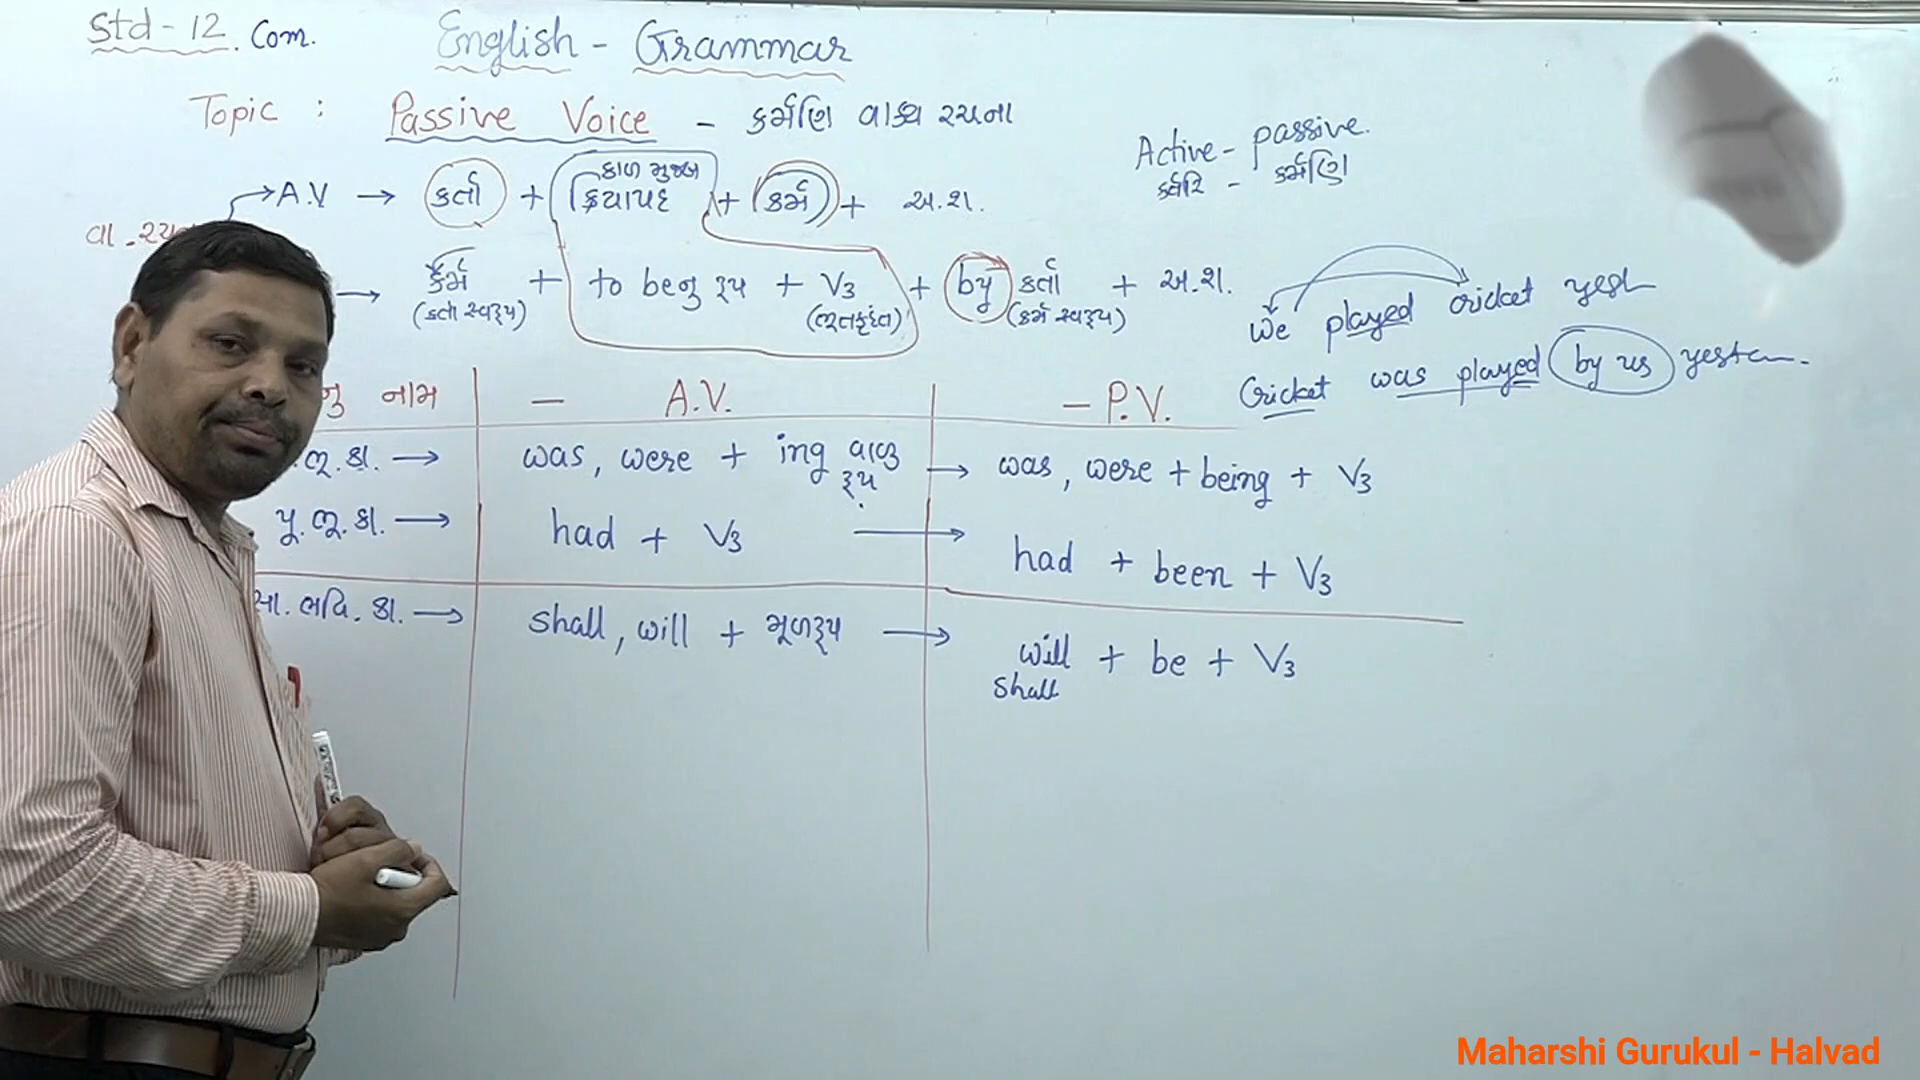 Std - 12. Com. English - Grammar
Topic : Passive Voice - કર્મણિ વાક્ય રચના
Active - passive.
કર્તરિ - કર્મણિ
કાળ મુજબ
→ A.V → કર્તા + ક્રિયાપદ + કર્મ + અ.શ.
વા. રચ
→ કર્મ + to be નુ રૂપ + V3 + by કર્તા + અ.શ.
(કર્તા સ્વરૂપ) (ભૂતકૃદંત) (કર્મ સ્વરૂપ)
We played cricket
Cricket was played by us
નુ નામ - A.V. - P.V.
.ભૂ.કા. → was, were + ing વાળુ રૂપ → was, were + being + V3
પૂ.ભૂ.કા. → had + V3 → had + been + V3
સા. ભવિ. કા. → shall, will + મૂળરૂપ → will + be + V3
shall
Maharshi Gurukul - Halvad